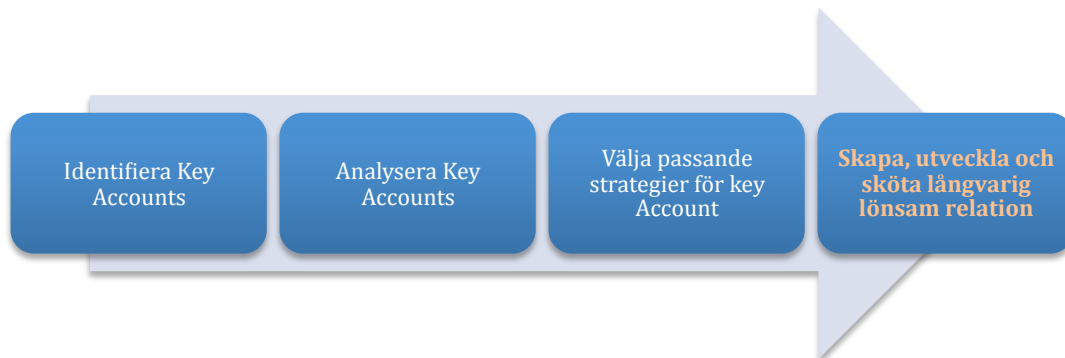 Identifiera Key
Accounts
Analysera Key
Accounts
Välja passande
strategier för key
Account
Skapa, utveckla och
sköta långvarig
lönsam relation